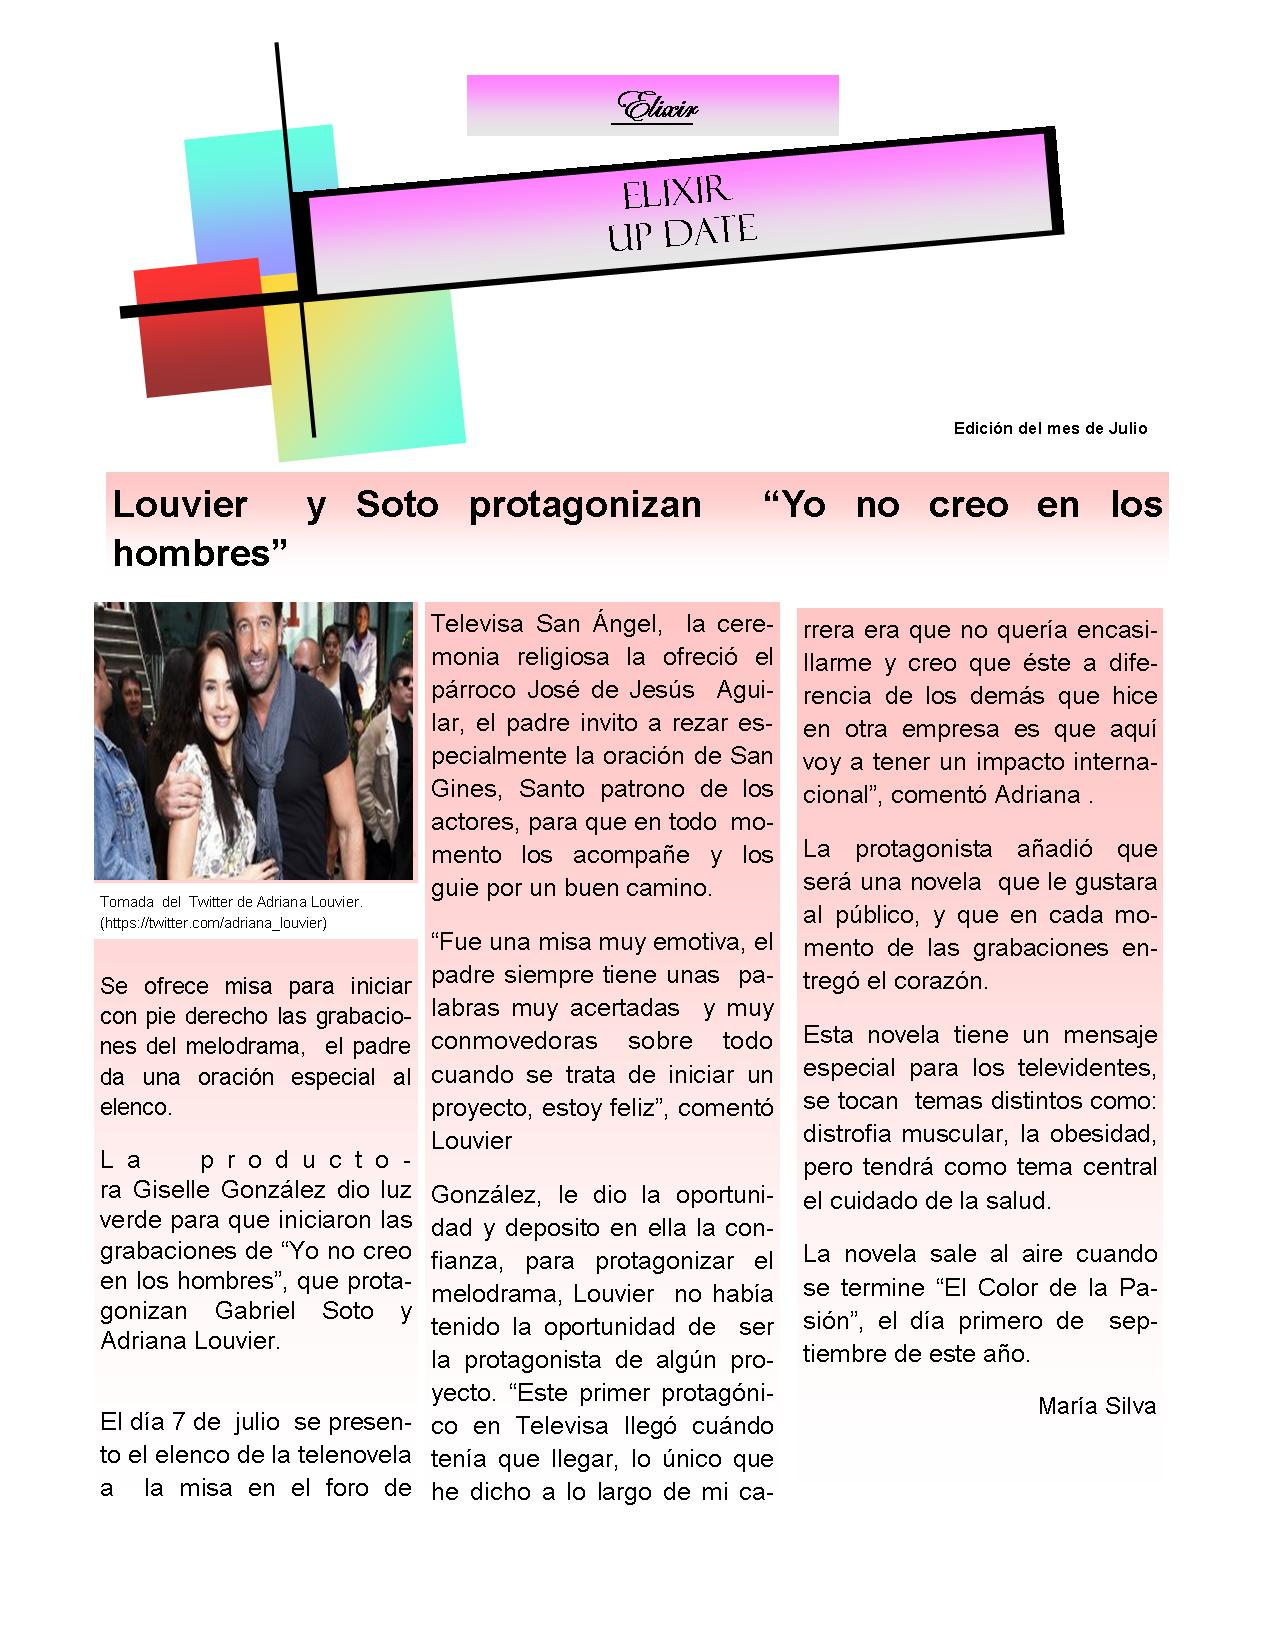 Elixir
ELIXIR
UP DATE
Edición del mes de Julio
Louvier y Soto protagonizan “Yo no creo en los
hombres”
Tomada del Twitter de Adriana Louvier.
(https://twitter.com/adriana_louvier)
Se ofrece misa para iniciar
con pie derecho las grabacio-
nes del melodrama, el padre
da una oración especial al
elenco.
La producto-
ra Giselle González dio luz
verde para que iniciaron las
grabaciones de “Yo no creo
en los hombres”, que prota-
gonizan Gabriel Soto y
Adriana Louvier.
El día 7 de julio se presen-
to el elenco de la telenovela
a la misa en el foro de
Televisa San Ángel, la cere-
monia religiosa la ofreció el
párroco José de Jesús Agui-
lar, el padre invito a rezar es-
pecialmente la oración de San
Gines, Santo patrono de los
actores, para que en todo mo-
mento los acompañe y los
guie por un buen camino.
“Fue una misa muy emotiva, el
padre siempre tiene unas pa-
labras muy acertadas y muy
conmovedoras sobre todo
cuando se trata de iniciar un
proyecto, estoy feliz”, comentó
Louvier
González, le dio la oportuni-
dad y deposito en ella la con-
fianza, para protagonizar el
melodrama, Louvier no había
tenido la oportunidad de ser
la protagonista de algún pro-
yecto. “Este primer protagóni-
co en Televisa llegó cuándo
tenía que llegar, lo único que
he dicho a lo largo de mi ca-
rrera era que no quería encasi-
llarme y creo que éste a dife-
rencia de los demás que hice
en otra empresa es que aquí
voy a tener un impacto interna-
cional”, comentó Adriana .
La protagonista añadió que
será una novela que le gustara
al público, y que en cada mo-
mento de las grabaciones en-
tregó el corazón.
Esta novela tiene un mensaje
especial para los televidentes,
se tocan temas distintos como:
distrofia muscular, la obesidad,
pero tendrá como tema central
el cuidado de la salud.
La novela sale al aire cuando
se termine “El Color de la Pa-
sión”, el día primero de sep-
tiembre de este año.
María Silva